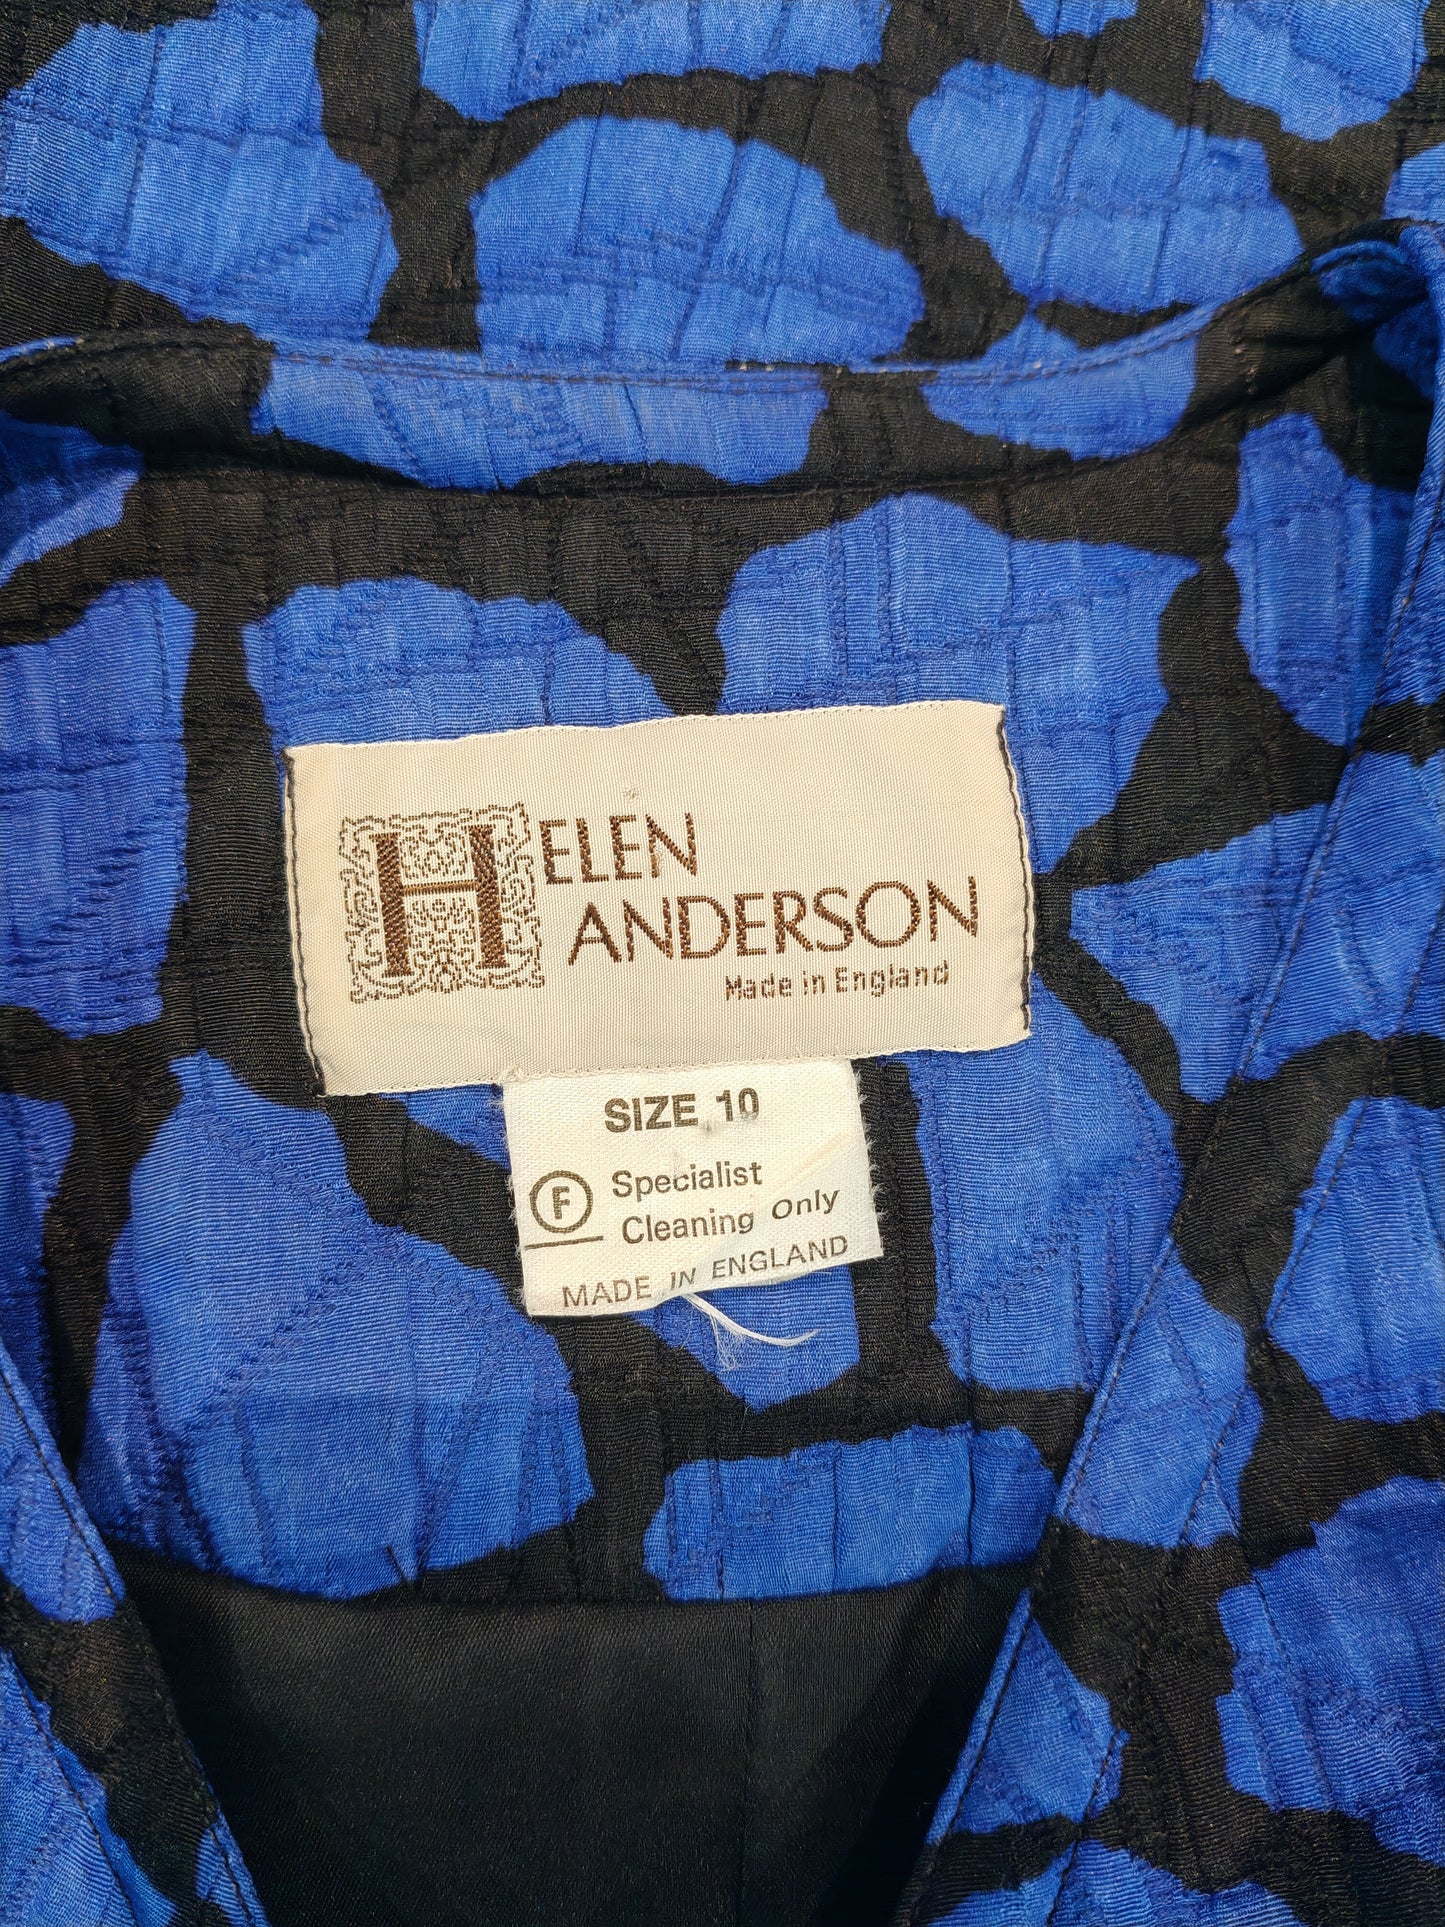 HELEN
ANDERSON
Made in England
SIZE 10
F Specialist
Cleaning Only
MADE IN ENGLAND